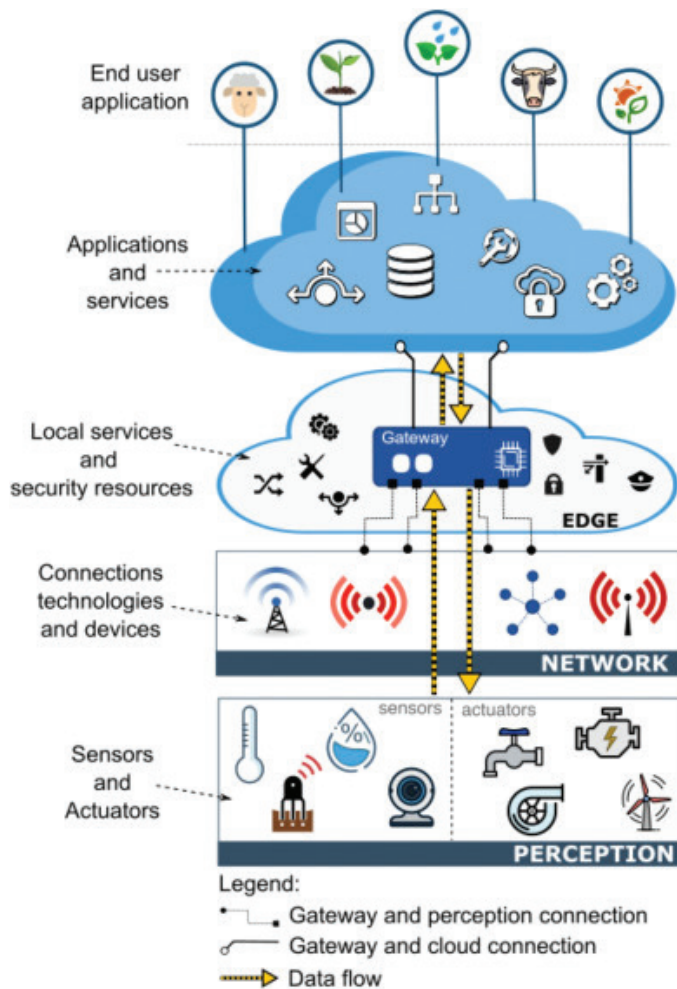 End user
application
Applications
and
services
Local services
and
security resources
Gateway
EDGE
Connections
technologies
and devices
NETWORK
sensors
actuators
%
Sensors
and
Actuators
PERCEPTION
Legend:
Gateway and perception connection
Gateway and cloud connection
Data flow